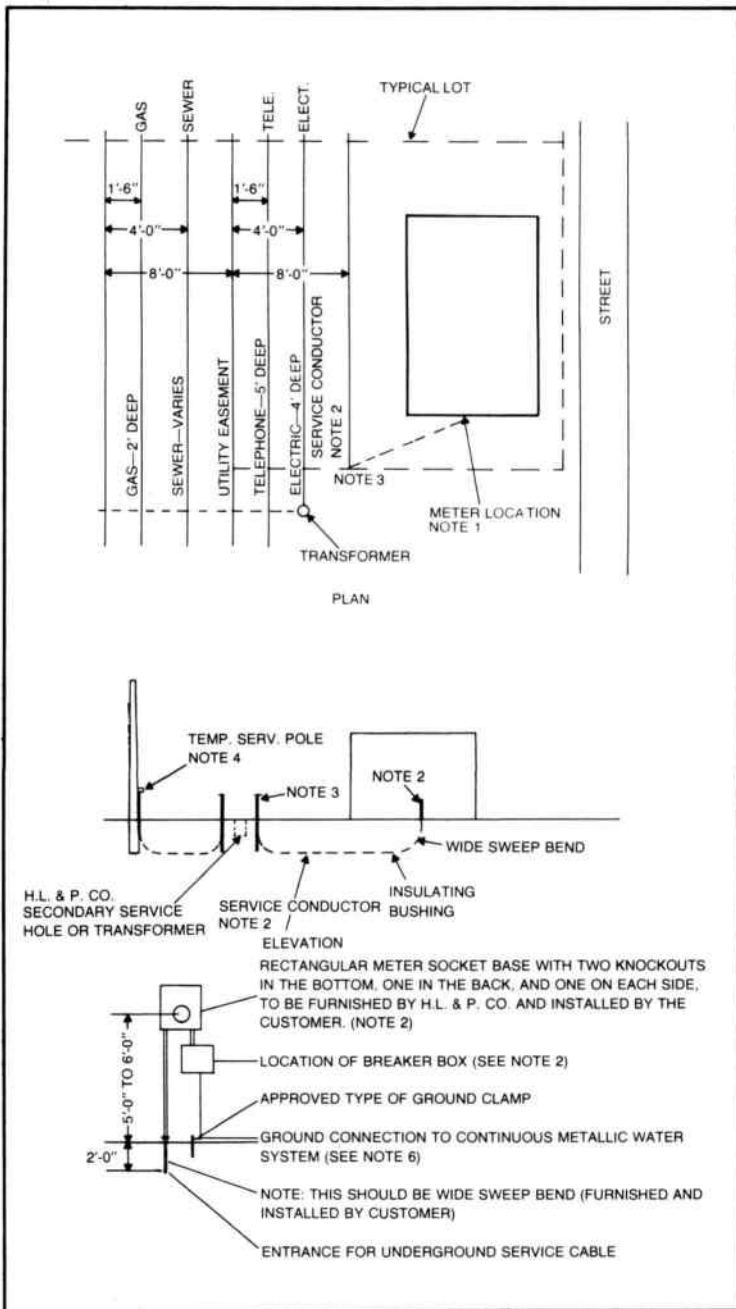 GAS
SEWER
TELE.
ELECT.
TYPICAL LOT
1'-6"
1'-6"
4'-0"
4'-0"
8'-0"
8'-0"
GAS—2' DEEP
SEWER—VARIES
UTILITY EASEMENT
TELEPHONE—5' DEEP
ELECTRIC—4' DEEP
SERVICE CONDUCTOR
NOTE 2
STREET
NOTE 3
METER LOCATION
NOTE 1
TRANSFORMER
PLAN
TEMP. SERV. POLE
NOTE 4
NOTE 3
NOTE 2
WIDE SWEEP BEND
H.L. & P. CO.
SECONDARY SERVICE
HOLE OR TRANSFORMER
SERVICE CONDUCTOR
NOTE 2
INSULATING
BUSHING
ELEVATION
RECTANGULAR METER SOCKET BASE WITH TWO KNOCKOUTS
IN THE BOTTOM, ONE IN THE BACK, AND ONE ON EACH SIDE,
TO BE FURNISHED BY H.L. & P. CO. AND INSTALLED BY THE
CUSTOMER. (NOTE 2)
5'-0" TO 6'-0"
LOCATION OF BREAKER BOX (SEE NOTE 2)
APPROVED TYPE OF GROUND CLAMP
GROUND CONNECTION TO CONTINUOUS METALLIC WATER
SYSTEM (SEE NOTE 6)
2'-0"
NOTE: THIS SHOULD BE WIDE SWEEP BEND (FURNISHED AND
INSTALLED BY CUSTOMER)
ENTRANCE FOR UNDERGROUND SERVICE CABLE